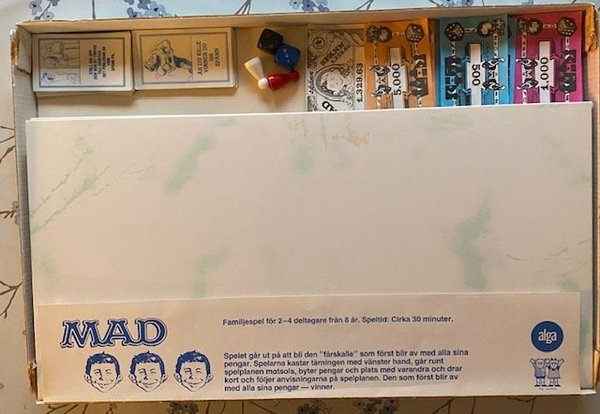 1.329.63
5.000
500
1.000
MAD
Familjespel för 2–4 deltagare från 8 år. Speltid: Cirka 30 minuter.
alga
Spelet går ut på att bli den "fårskalle" som först blir av med alla sina
pengar. Spelarna kastar tärningen med vänster hand, går runt
spelplanen motsols, byter pengar och plats med varandra och drar
kort och följer anvisningarna på spelplanen. Den som först blir av
med alla sina pengar — vinner.